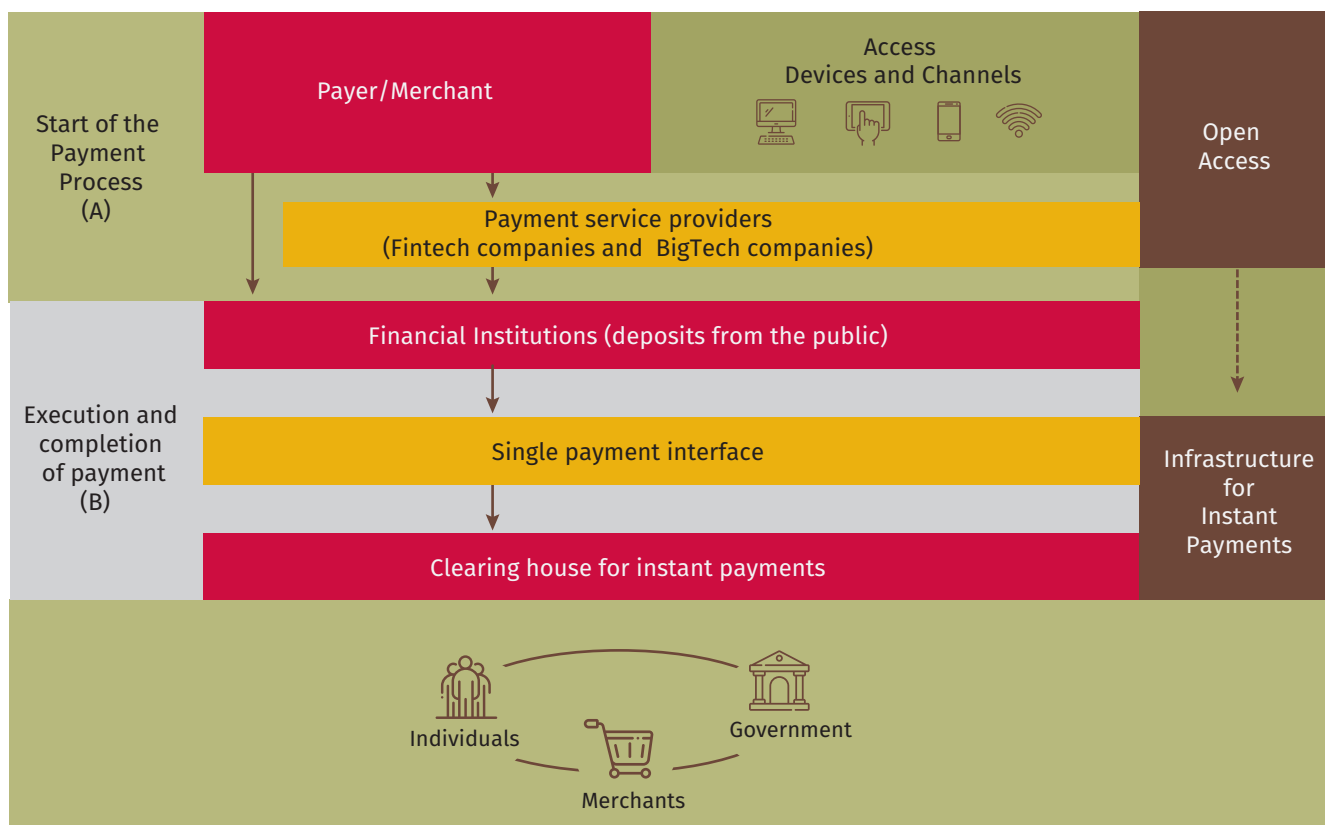 Start of the
Payment
Process
(A)
Payer/Merchant
Access
Devices and Channels
Open
Access
Payment service providers
(Fintech companies and  BigTech companies)
Financial Institutions (deposits from the public)
Execution and
completion
of payment
(B)
Single payment interface
Infrastructure
for
Instant
Payments
Clearing house for instant payments
Individuals
Government
Merchants